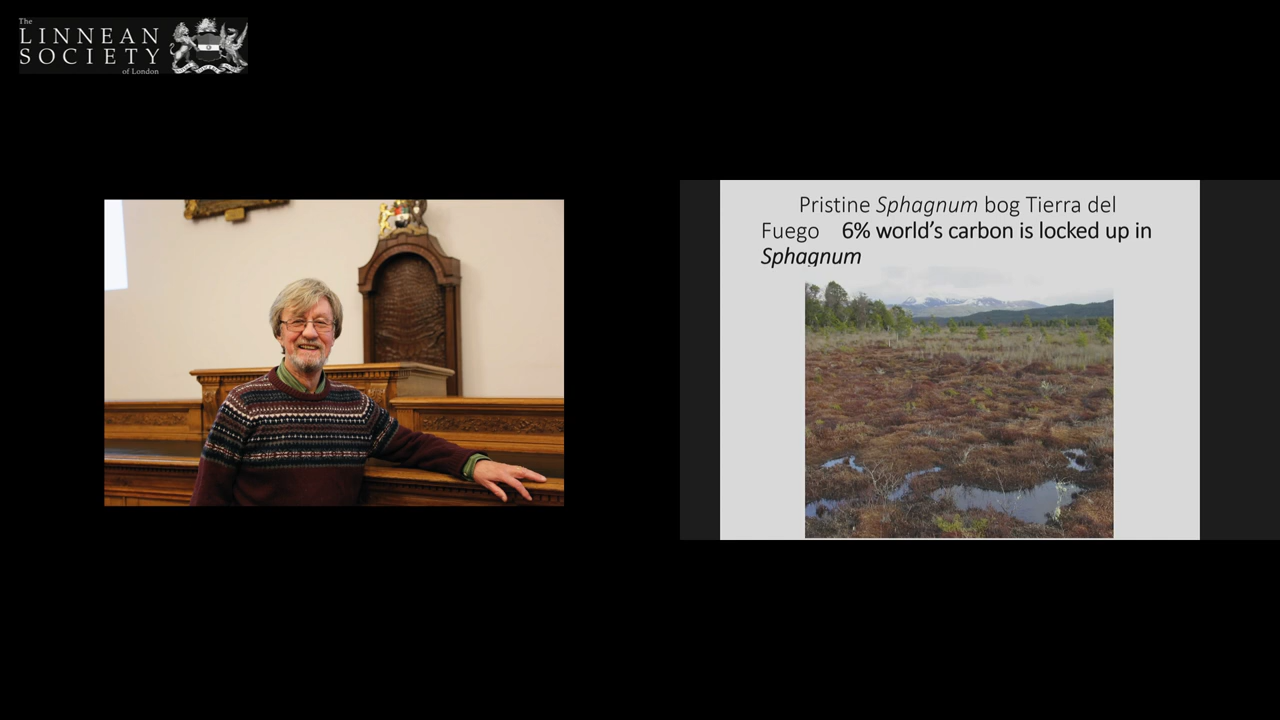 The
LINNEAN
SOCIETY
of London
Pristine Sphagnum bog Tierra del
Fuego 6% world's carbon is locked up in
Sphagnum